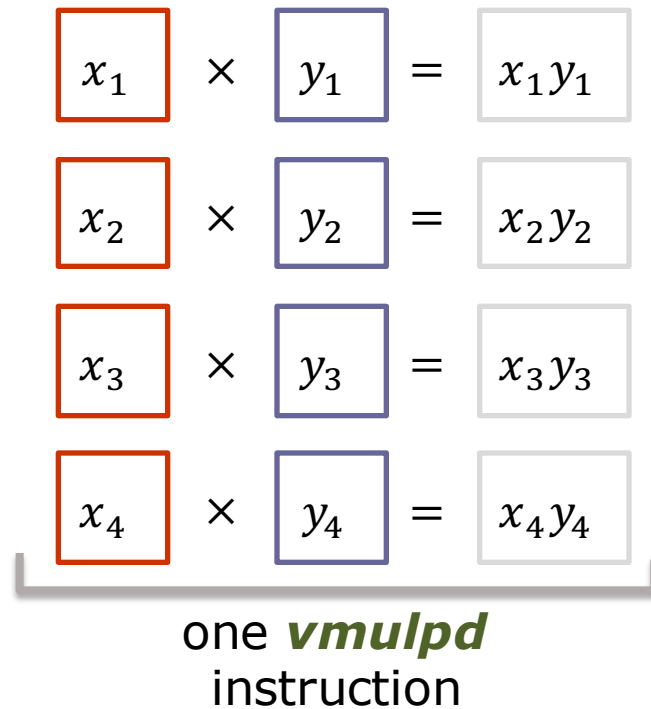 x₁ × y₁ = x₁y₁
x₂ × y₂ = x₂y₂
x₃ × y₃ = x₃y₃
x₄ × y₄ = x₄y₄
one vmulpd
instruction